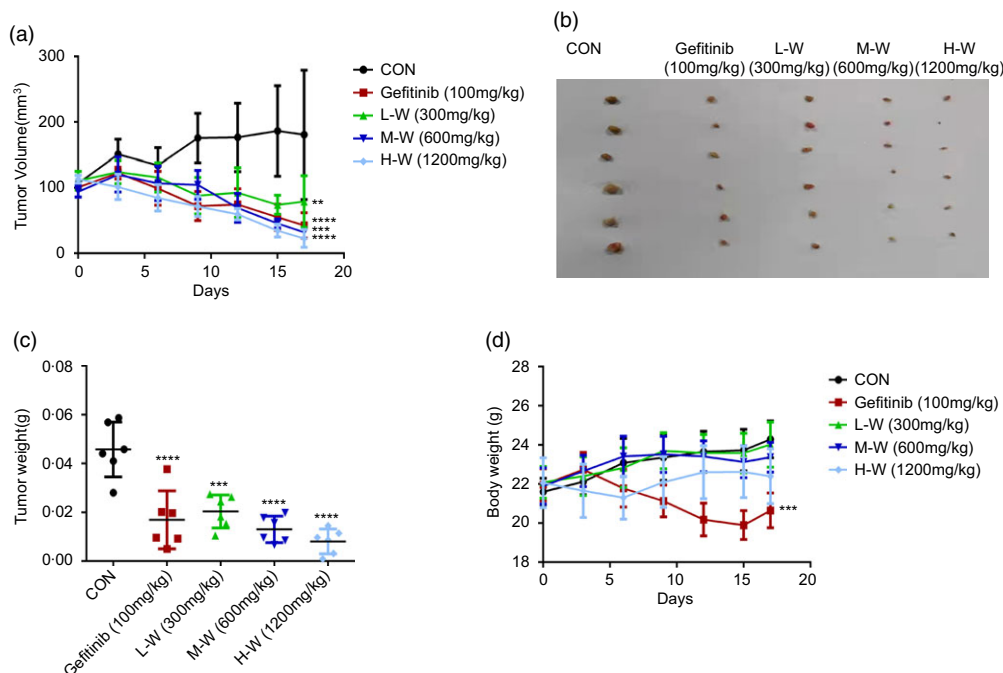 (a)
300
200
100
0
Tumor Volume(mm³)
0
5
10
15
20
Days
CON
Gefitinib (100mg/kg)
L-W (300mg/kg)
M-W (600mg/kg)
H-W (1200mg/kg)
**
****
***
****
(b)
CON
Gefitinib
(100mg/kg)
L-W
(300mg/kg)
M-W
(600mg/kg)
H-W
(1200mg/kg)
(c)
0·08
0·06
0·04
0·02
0·00
Tumor weight(g)
****
***
****
****
CON
Gefitinib (100mg/kg)
L-W (300mg/kg)
M-W (600mg/kg)
H-W (1200mg/kg)
(d)
28
26
24
22
20
18
Body weight (g)
0
5
10
15
20
Days
CON
Gefitinib (100mg/kg)
L-W (300mg/kg)
M-W (600mg/kg)
H-W (1200mg/kg)
***